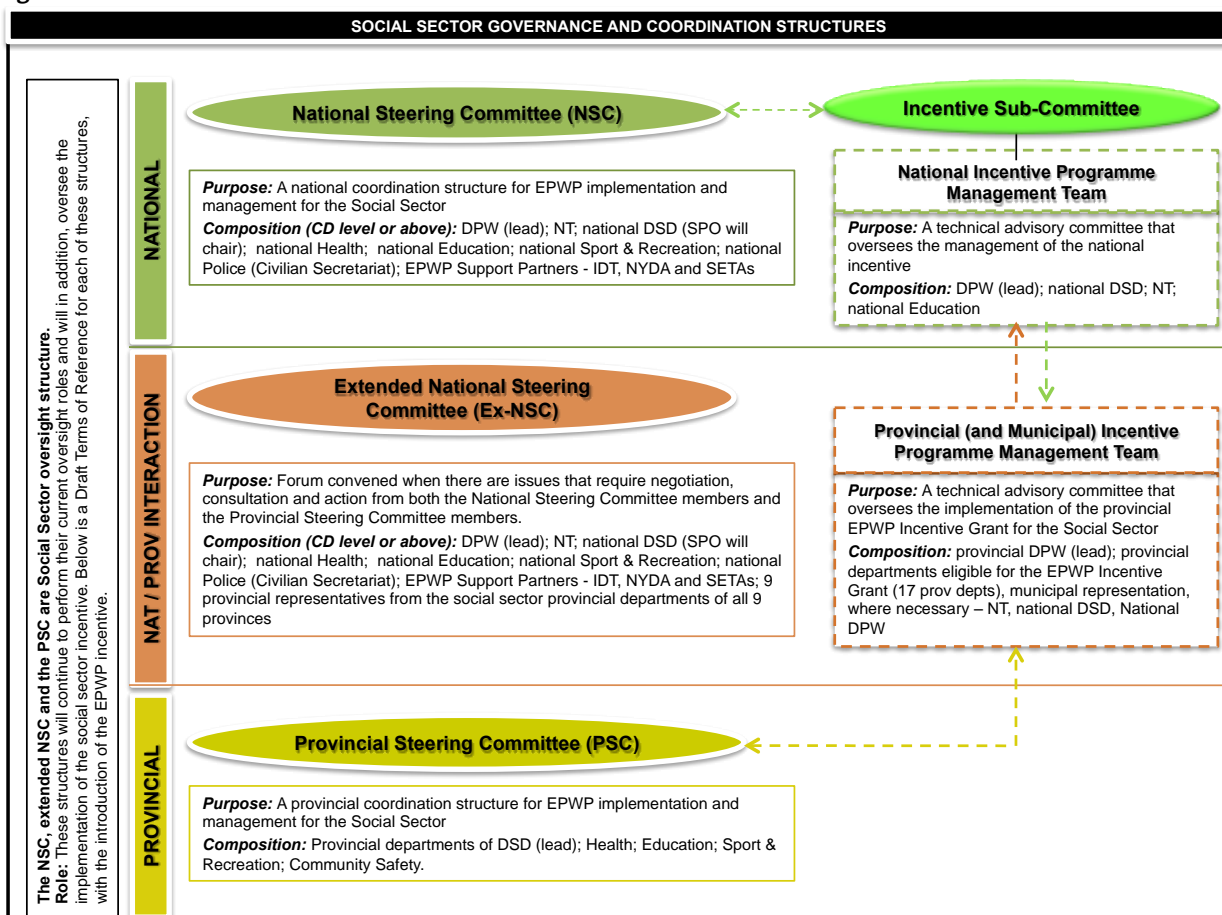 SOCIAL SECTOR GOVERNANCE AND COORDINATION STRUCTURES
The NSC, extended NSC and the PSC are Social Sector oversight structure.
Role: These structures will continue to perform their current oversight roles and will in addition, oversee the
implementation of the social sector incentive. Below is a Draft Terms of Reference for each of these structures,
with the introduction of the EPWP incentive.
NATIONAL
National Steering Committee (NSC)
Purpose: A national coordination structure for EPWP implementation and
management for the Social Sector
Composition (CD level or above): DPW (lead); NT; national DSD (SPO will
chair); national Health; national Education; national Sport & Recreation; national
Police (Civilian Secretariat); EPWP Support Partners - IDT, NYDA and SETAs
Incentive Sub-Committee
National Incentive Programme
Management Team
Purpose: A technical advisory committee that
oversees the management of the national
incentive
Composition: DPW (lead); national DSD; NT;
national Education
NAT / PROV INTERACTION
Extended National Steering
Committee (Ex-NSC)
Purpose: Forum convened when there are issues that require negotiation,
consultation and action from both the National Steering Committee members and
the Provincial Steering Committee members.
Composition (CD level or above): DPW (lead); NT; national DSD (SPO will
chair); national Health; national Education; national Sport & Recreation; national
Police (Civilian Secretariat); EPWP Support Partners - IDT, NYDA and SETAs; 9
provincial representatives from the social sector provincial departments of all 9
provinces
Provincial (and Municipal) Incentive
Programme Management Team
Purpose: A technical advisory committee that
oversees the implementation of the provincial
EPWP Incentive Grant for the Social Sector
Composition: provincial DPW (lead); provincial
departments eligible for the EPWP Incentive
Grant (17 prov depts), municipal representation,
where necessary – NT, national DSD, National
DPW
PROVINCIAL
Provincial Steering Committee (PSC)
Purpose: A provincial coordination structure for EPWP implementation and
management for the Social Sector
Composition: Provincial departments of DSD (lead); Health; Education; Sport &
Recreation; Community Safety.